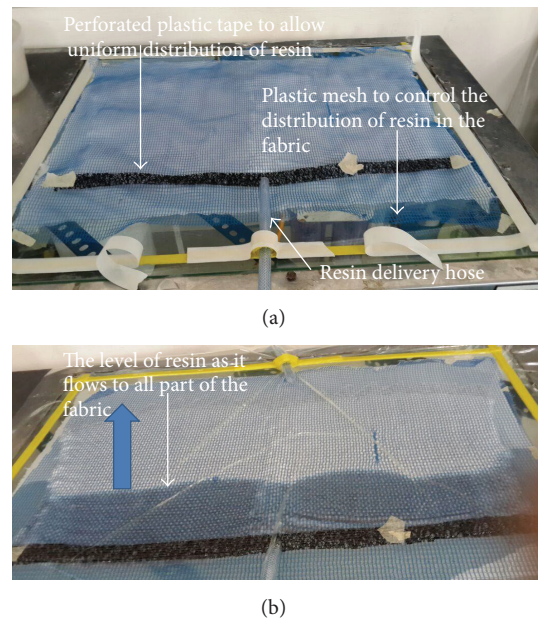 Perforated plastic tape to allow
uniform distribution of resin
Plastic mesh to control the
distribution of resin in the
fabric
Resin delivery hose
(a)
The level of resin as it
flows to all part of the
fabric
(b)